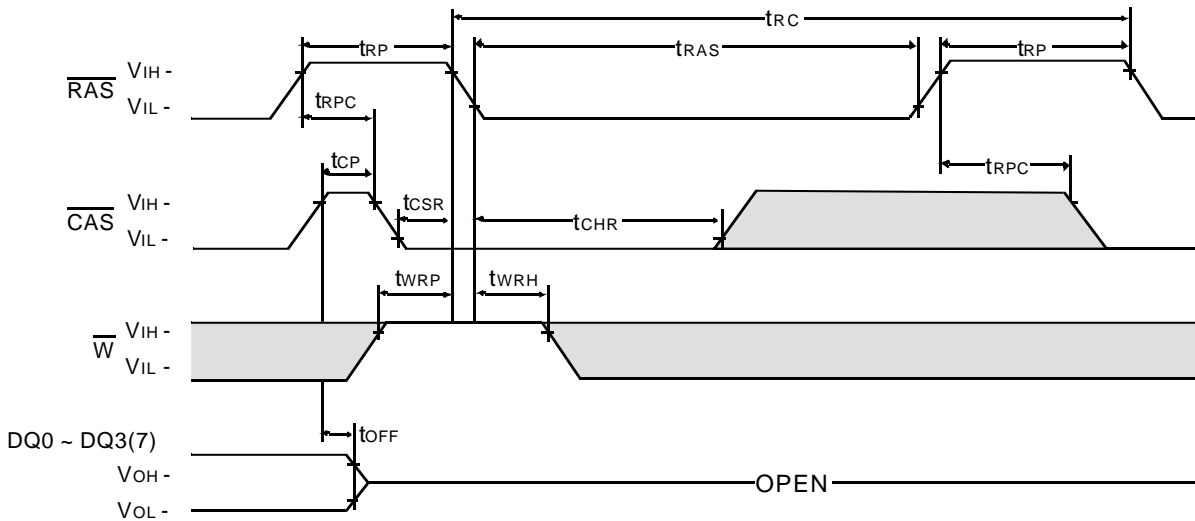 tRC
tRP
tRAS
tRP
RAS
VIH -
VIL -
tRPC
tCP
tRPC
CAS
VIH -
VIL -
tCSR
tCHR
tWRP
tWRH
W
VIH -
VIL -
tOFF
DQ0 ~ DQ3(7)
VOH -
VOL -
OPEN